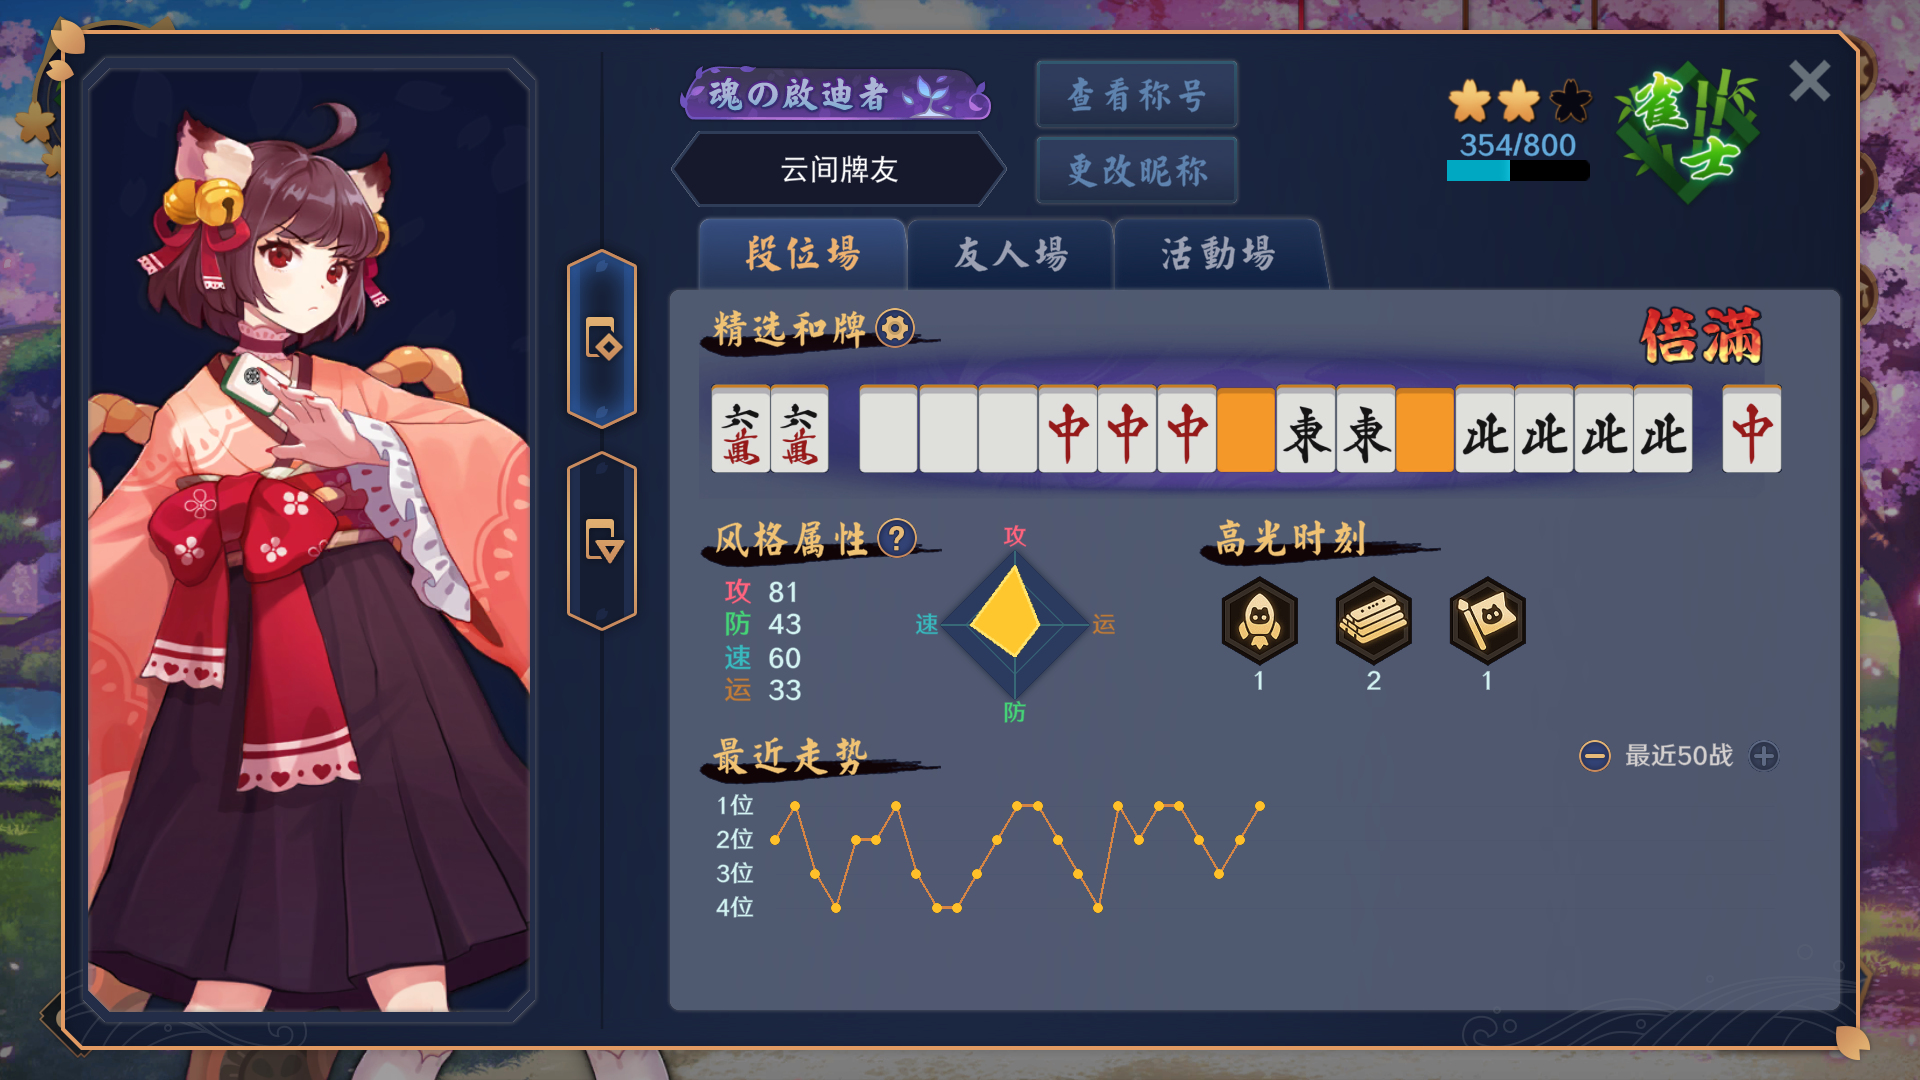 魂の啟迪者
查看称号
354/800
雀士
云间牌友
更改昵称
段位場
友人場
活動場
精选和牌
倍滿
六萬 六萬 中 中 中 東 東 北 北 北 北 中
风格属性
?
高光时刻
攻 81
防 43
速 60
运 33
攻
速
运
防
1
2
1
最近走势
最近50战
1位
2位
3位
4位